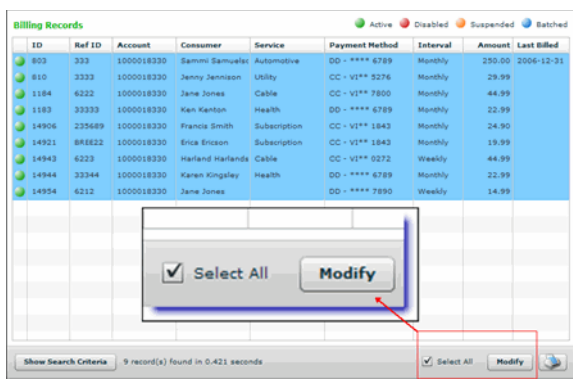 Billing Records Active Disabled Suspended Batched
ID Ref ID Account Consumer Service Payment Method Interval Amount Last Billed
803 333 1000018330 Sammi Samuelsc Automotive DD - **** 6789 Monthly 250.00 2006-12-31
810 3333 1000018330 Jenny Jennison Utility CC - VI** 5276 Monthly 29.99
1184 6222 1000018330 Jane Jones Cable CC - VI** 7800 Monthly 44.99
1183 33333 1000018330 Ken Kenton Health DD - **** 6789 Monthly 22.99
14906 235689 1000018330 Francis Smith Subscription CC - VI** 1843 Monthly 24.90
14921 BREE22 1000018330 Erica Ericson Subscription CC - VI** 1843 Monthly 19.99
14943 6223 1000018330 Harland Harlands Cable CC - VI** 0272 Weekly 44.99
14944 33344 1000018330 Karen Kingsley Health DD - **** 6789 Monthly 22.99
14954 6212 1000018330 Jane Jones DD - **** 7890 Weekly 14.99
Select All Modify
Show Search Criteria 9 record(s) found in 0.421 seconds Select All Modify